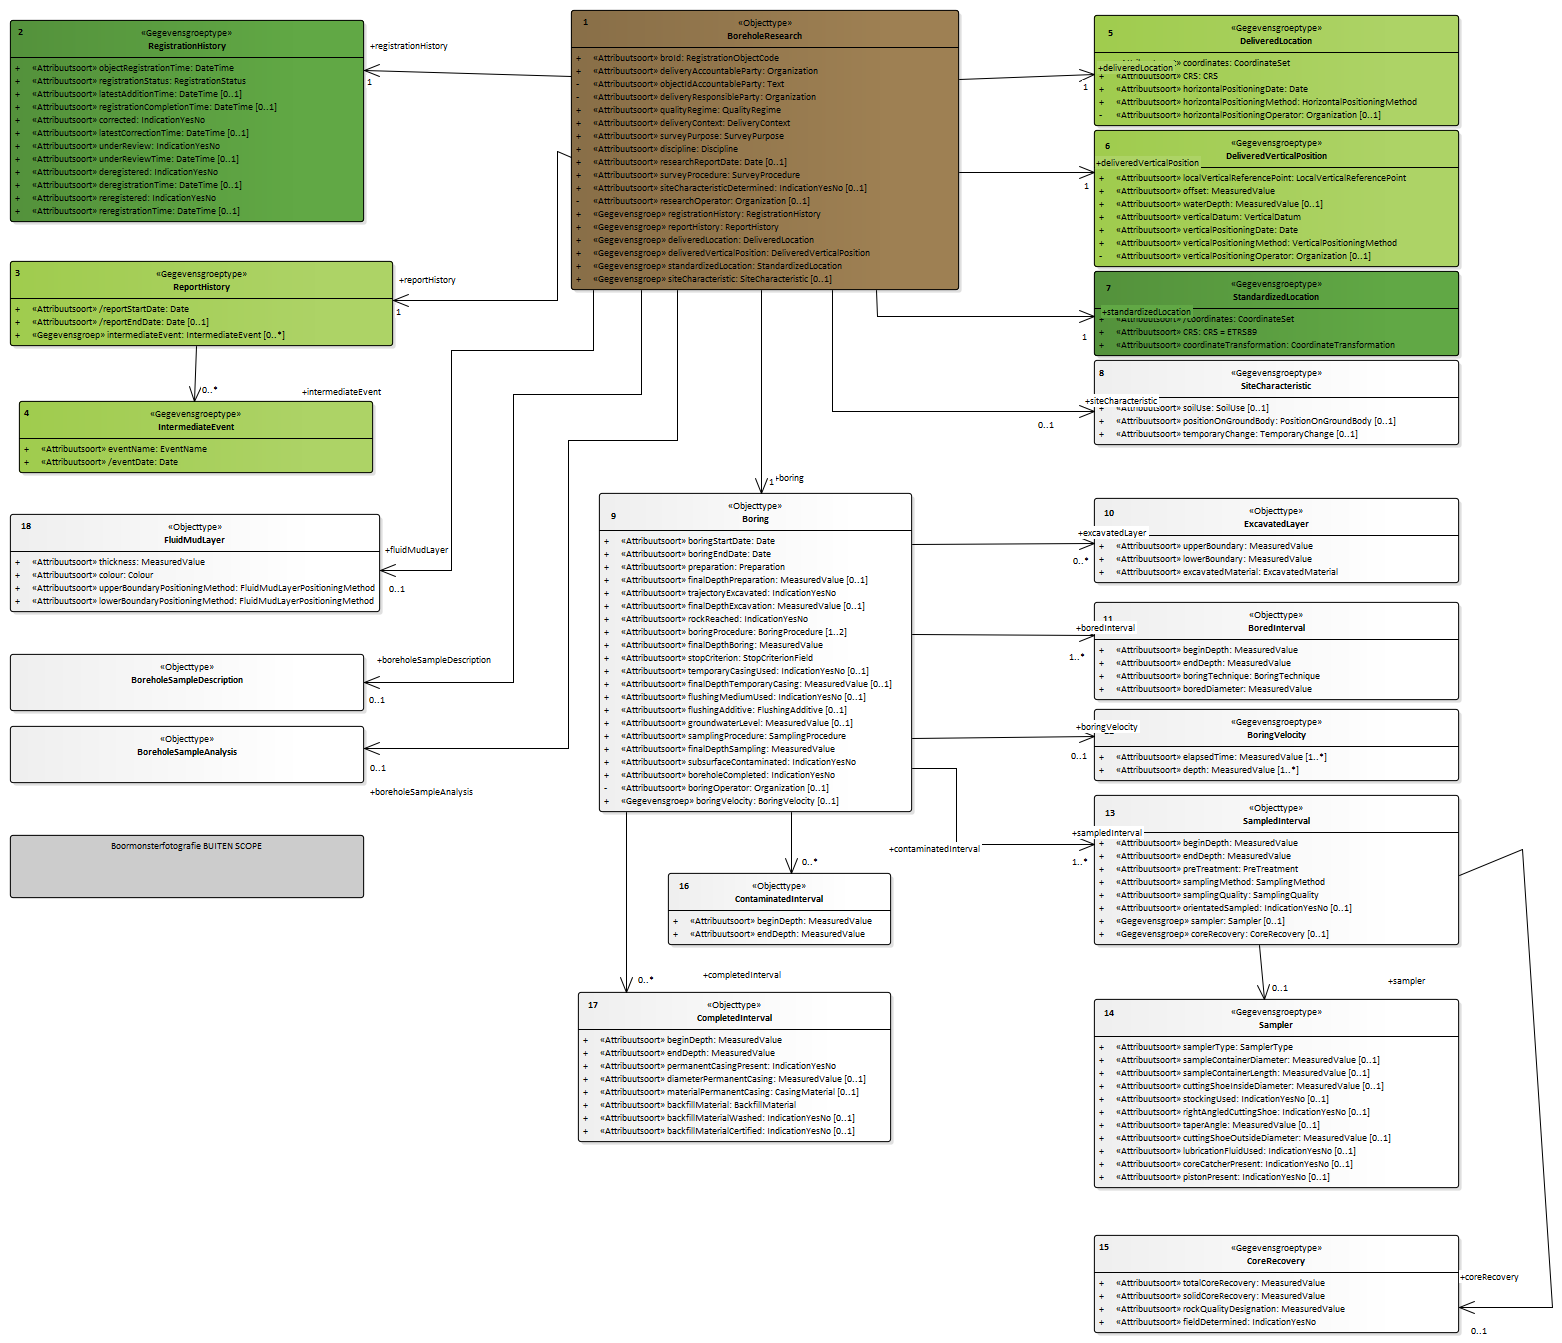 1
«Objecttype»
BoreholeResearch
+ «Attribuutsoort» broId: RegistrationObjectCode
+ «Attribuutsoort» deliveryAccountableParty: Organization
- «Attribuutsoort» objectIdAccountableParty: Text
- «Attribuutsoort» deliveryResponsibleParty: Organization
+ «Attribuutsoort» qualityRegime: QualityRegime
+ «Attribuutsoort» deliveryContext: DeliveryContext
+ «Attribuutsoort» surveyPurpose: SurveyPurpose
+ «Attribuutsoort» discipline: Discipline
+ «Attribuutsoort» researchReportDate: Date [0..1]
+ «Attribuutsoort» surveyProcedure: SurveyProcedure
+ «Attribuutsoort» siteCharacteristicDetermined: IndicationYesNo [0..1]
- «Attribuutsoort» researchOperator: Organization [0..1]
+ «Gegevensgroep» registrationHistory: RegistrationHistory
+ «Gegevensgroep» reportHistory: ReportHistory
+ «Gegevensgroep» deliveredLocation: DeliveredLocation
+ «Gegevensgroep» deliveredVerticalPosition: DeliveredVerticalPosition
+ «Gegevensgroep» standardizedLocation: StandardizedLocation
+ «Gegevensgroep» siteCharacteristic: SiteCharacteristic [0..1]
2
«Gegevensgroeptype»
RegistrationHistory
+ «Attribuutsoort» objectRegistrationTime: DateTime
+ «Attribuutsoort» registrationStatus: RegistrationStatus
+ «Attribuutsoort» latestAdditionTime: DateTime [0..1]
+ «Attribuutsoort» registrationCompletionTime: DateTime [0..1]
+ «Attribuutsoort» corrected: IndicationYesNo
+ «Attribuutsoort» latestCorrectionTime: DateTime [0..1]
+ «Attribuutsoort» underReview: IndicationYesNo
+ «Attribuutsoort» underReviewTime: DateTime [0..1]
+ «Attribuutsoort» deregistered: IndicationYesNo
+ «Attribuutsoort» deregistrationTime: DateTime [0..1]
+ «Attribuutsoort» reregistered: IndicationYesNo
+ «Attribuutsoort» reregistrationTime: DateTime [0..1]
+registrationHistory
1
3
«Gegevensgroeptype»
ReportHistory
+ «Attribuutsoort» /reportStartDate: Date
+ «Attribuutsoort» /reportEndDate: Date [0..1]
+ «Gegevensgroep» intermediateEvent: IntermediateEvent [0..*]
+reportHistory
1
0..*
+intermediateEvent
4
«Gegevensgroeptype»
IntermediateEvent
+ «Attribuutsoort» eventName: EventName
+ «Attribuutsoort» /eventDate: Date
5
«Gegevensgroeptype»
DeliveredLocation
coordinates: CoordinateSet
+deliveredLocation
+ «Attribuutsoort» CRS: CRS
+ «Attribuutsoort» horizontalPositioningDate: Date
+ «Attribuutsoort» horizontalPositioningMethod: HorizontalPositioningMethod
- «Attribuutsoort» horizontalPositioningOperator: Organization [0..1]
1
6
«Gegevensgroeptype»
DeliveredVerticalPosition
+deliveredVerticalPosition
+ «Attribuutsoort» localVerticalReferencePoint: LocalVerticalReferencePoint
+ «Attribuutsoort» offset: MeasuredValue
+ «Attribuutsoort» waterDepth: MeasuredValue [0..1]
+ «Attribuutsoort» verticalDatum: VerticalDatum
+ «Attribuutsoort» verticalPositioningDate: Date
+ «Attribuutsoort» verticalPositioningMethod: VerticalPositioningMethod
- «Attribuutsoort» verticalPositioningOperator: Organization [0..1]
1
7
«Gegevensgroeptype»
StandardizedLocation
+standardizedLocation
+ «Attribuutsoort» /coordinates: CoordinateSet
+ «Attribuutsoort» CRS: CRS = ETRS89
+ «Attribuutsoort» coordinateTransformation: CoordinateTransformation
1
8
«Gegevensgroeptype»
SiteCharacteristic
+siteCharacteristic
+ «Attribuutsoort» soilUse: SoilUse [0..1]
+ «Attribuutsoort» positionOnGroundBody: PositionOnGroundBody [0..1]
+ «Attribuutsoort» temporaryChange: TemporaryChange [0..1]
0..1
1 +boring
9
«Objecttype»
Boring
+ «Attribuutsoort» boringStartDate: Date
+ «Attribuutsoort» boringEndDate: Date
+ «Attribuutsoort» preparation: Preparation
+ «Attribuutsoort» finalDepthPreparation: MeasuredValue [0..1]
+ «Attribuutsoort» trajectoryExcavated: IndicationYesNo
+ «Attribuutsoort» finalDepthExcavation: MeasuredValue [0..1]
+ «Attribuutsoort» rockReached: IndicationYesNo
+ «Attribuutsoort» boringProcedure: BoringProcedure [1..2]
+ «Attribuutsoort» finalDepthBoring: MeasuredValue
+ «Attribuutsoort» stopCriterion: StopCriterionField
+ «Attribuutsoort» temporaryCasingUsed: IndicationYesNo [0..1]
+ «Attribuutsoort» finalDepthTemporaryCasing: MeasuredValue [0..1]
+ «Attribuutsoort» flushingMediumUsed: IndicationYesNo [0..1]
+ «Attribuutsoort» flushingAdditive: FlushingAdditive [0..1]
+ «Attribuutsoort» groundwaterLevel: MeasuredValue [0..1]
+ «Attribuutsoort» samplingProcedure: SamplingProcedure
+ «Attribuutsoort» finalDepthSampling: MeasuredValue
+ «Attribuutsoort» subsurfaceContaminated: IndicationYesNo
+ «Attribuutsoort» boreholeCompleted: IndicationYesNo
- «Attribuutsoort» boringOperator: Organization [0..1]
+ «Gegevensgroep» boringVelocity: BoringVelocity [0..1]
18
«Objecttype»
FluidMudLayer
+ «Attribuutsoort» thickness: MeasuredValue
+ «Attribuutsoort» colour: Colour
+ «Attribuutsoort» upperBoundaryPositioningMethod: FluidMudLayerPositioningMethod
+ «Attribuutsoort» lowerBoundaryPositioningMethod: FluidMudLayerPositioningMethod
+fluidMudLayer
0..1
«Objecttype»
BoreholeSampleDescription
+boreholeSampleDescription
0..1
«Objecttype»
BoreholeSampleAnalysis
0..1
+boreholeSampleAnalysis
Boormonsterfotografie BUITEN SCOPE
10
«Objecttype»
ExcavatedLayer
+excavatedLayer
+ «Attribuutsoort» upperBoundary: MeasuredValue
+ «Attribuutsoort» lowerBoundary: MeasuredValue
+ «Attribuutsoort» excavatedMaterial: ExcavatedMaterial
0..*
11
«Objecttype»
BoredInterval
+boredInterval
+ «Attribuutsoort» beginDepth: MeasuredValue
+ «Attribuutsoort» endDepth: MeasuredValue
+ «Attribuutsoort» boringTechnique: BoringTechnique
+ «Attribuutsoort» boredDiameter: MeasuredValue
1..*
«Gegevensgroeptype»
BoringVelocity
+boringVelocity
+ «Attribuutsoort» elapsedTime: MeasuredValue [1..*]
+ «Attribuutsoort» depth: MeasuredValue [1..*]
0..1
13
«Objecttype»
SampledInterval
+sampledInterval
+ «Attribuutsoort» beginDepth: MeasuredValue
+ «Attribuutsoort» endDepth: MeasuredValue
+ «Attribuutsoort» preTreatment: PreTreatment
+ «Attribuutsoort» samplingMethod: SamplingMethod
+ «Attribuutsoort» samplingQuality: SamplingQuality
+ «Attribuutsoort» orientatedSampled: IndicationYesNo [0..1]
+ «Gegevensgroep» sampler: Sampler [0..1]
+ «Gegevensgroep» coreRecovery: CoreRecovery [0..1]
1..*
+contaminatedInterval
0..*
16
«Objecttype»
ContaminatedInterval
+ «Attribuutsoort» beginDepth: MeasuredValue
+ «Attribuutsoort» endDepth: MeasuredValue
+completedInterval
0..*
17
«Objecttype»
CompletedInterval
+ «Attribuutsoort» beginDepth: MeasuredValue
+ «Attribuutsoort» endDepth: MeasuredValue
+ «Attribuutsoort» permanentCasingPresent: IndicationYesNo
+ «Attribuutsoort» diameterPermanentCasing: MeasuredValue [0..1]
+ «Attribuutsoort» materialPermanentCasing: CasingMaterial [0..1]
+ «Attribuutsoort» backfillMaterial: BackfillMaterial
+ «Attribuutsoort» backfillMaterialWashed: IndicationYesNo [0..1]
+ «Attribuutsoort» backfillMaterialCertified: IndicationYesNo [0..1]
+sampler
0..1
14
«Gegevensgroeptype»
Sampler
+ «Attribuutsoort» samplerType: SamplerType
+ «Attribuutsoort» sampleContainerDiameter: MeasuredValue [0..1]
+ «Attribuutsoort» sampleContainerLength: MeasuredValue [0..1]
+ «Attribuutsoort» cuttingShoeInsideDiameter: MeasuredValue [0..1]
+ «Attribuutsoort» stockingUsed: IndicationYesNo [0..1]
+ «Attribuutsoort» rightAngledCuttingShoe: IndicationYesNo [0..1]
+ «Attribuutsoort» taperAngle: MeasuredValue [0..1]
+ «Attribuutsoort» cuttingShoeOutsideDiameter: MeasuredValue [0..1]
+ «Attribuutsoort» lubricationFluidUsed: IndicationYesNo [0..1]
+ «Attribuutsoort» coreCatcherPresent: IndicationYesNo [0..1]
+ «Attribuutsoort» pistonPresent: IndicationYesNo [0..1]
15
«Gegevensgroeptype»
CoreRecovery
+ «Attribuutsoort» totalCoreRecovery: MeasuredValue
+ «Attribuutsoort» solidCoreRecovery: MeasuredValue
+ «Attribuutsoort» rockQualityDesignation: MeasuredValue
+ «Attribuutsoort» fieldDetermined: IndicationYesNo
+coreRecovery
0..1